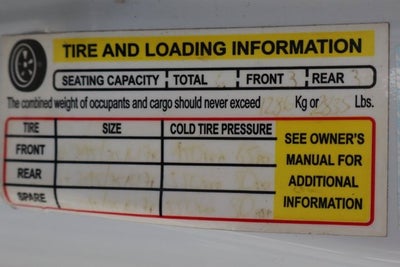 TIRE AND LOADING INFORMATION
SEATING CAPACITY TOTAL FRONT 3 REAR 3
The combined weight of occupants and cargo should never exceed Kg or Lbs.
TIRE SIZE COLD TIRE PRESSURE
FRONT
REAR
SPARE
SEE OWNER'S
MANUAL FOR
ADDITIONAL
INFORMATION